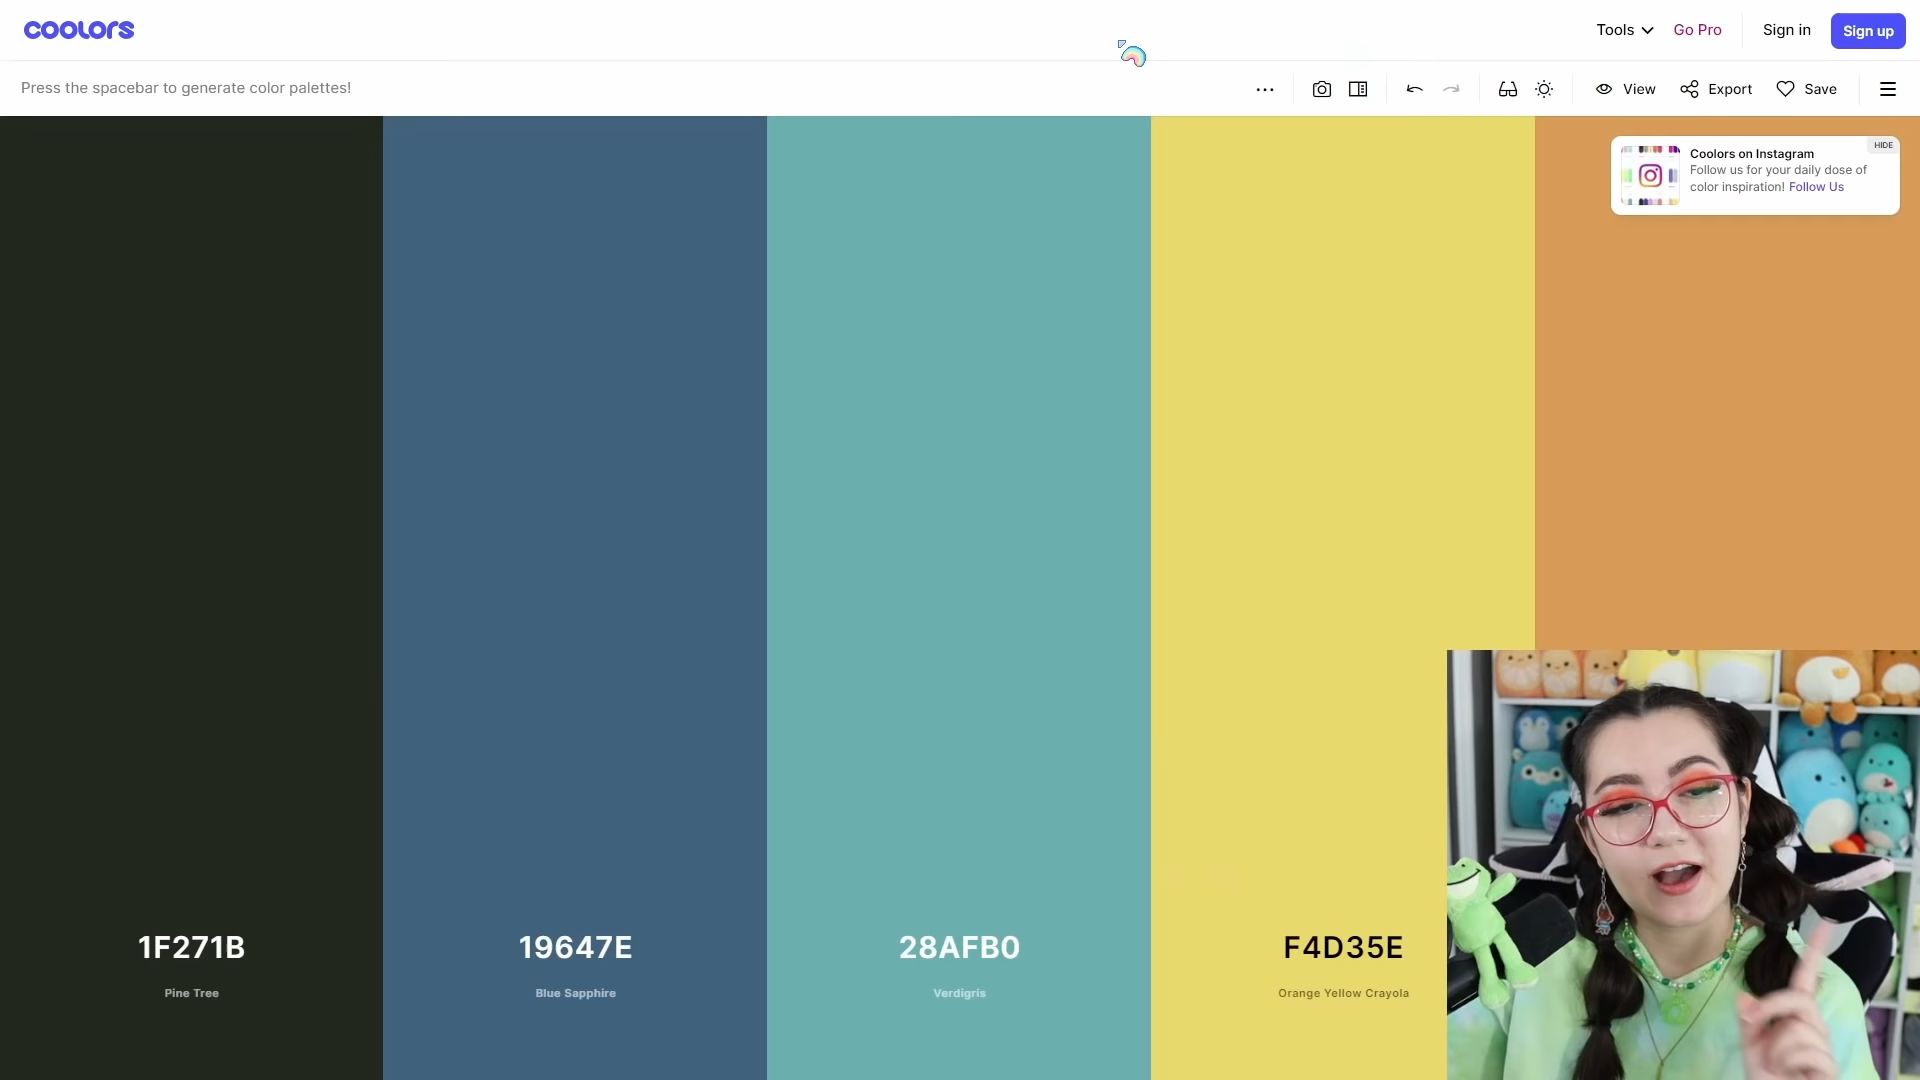 coolors
Tools Go Pro Sign in Sign up
Press the spacebar to generate color palettes!
View Export Save
HIDE
Coolors on Instagram
Follow us for your daily dose of
color inspiration! Follow Us
1F271B
Pine Tree
19647E
Blue Sapphire
28AFB0
Verdigris
F4D35E
Orange Yellow Crayola